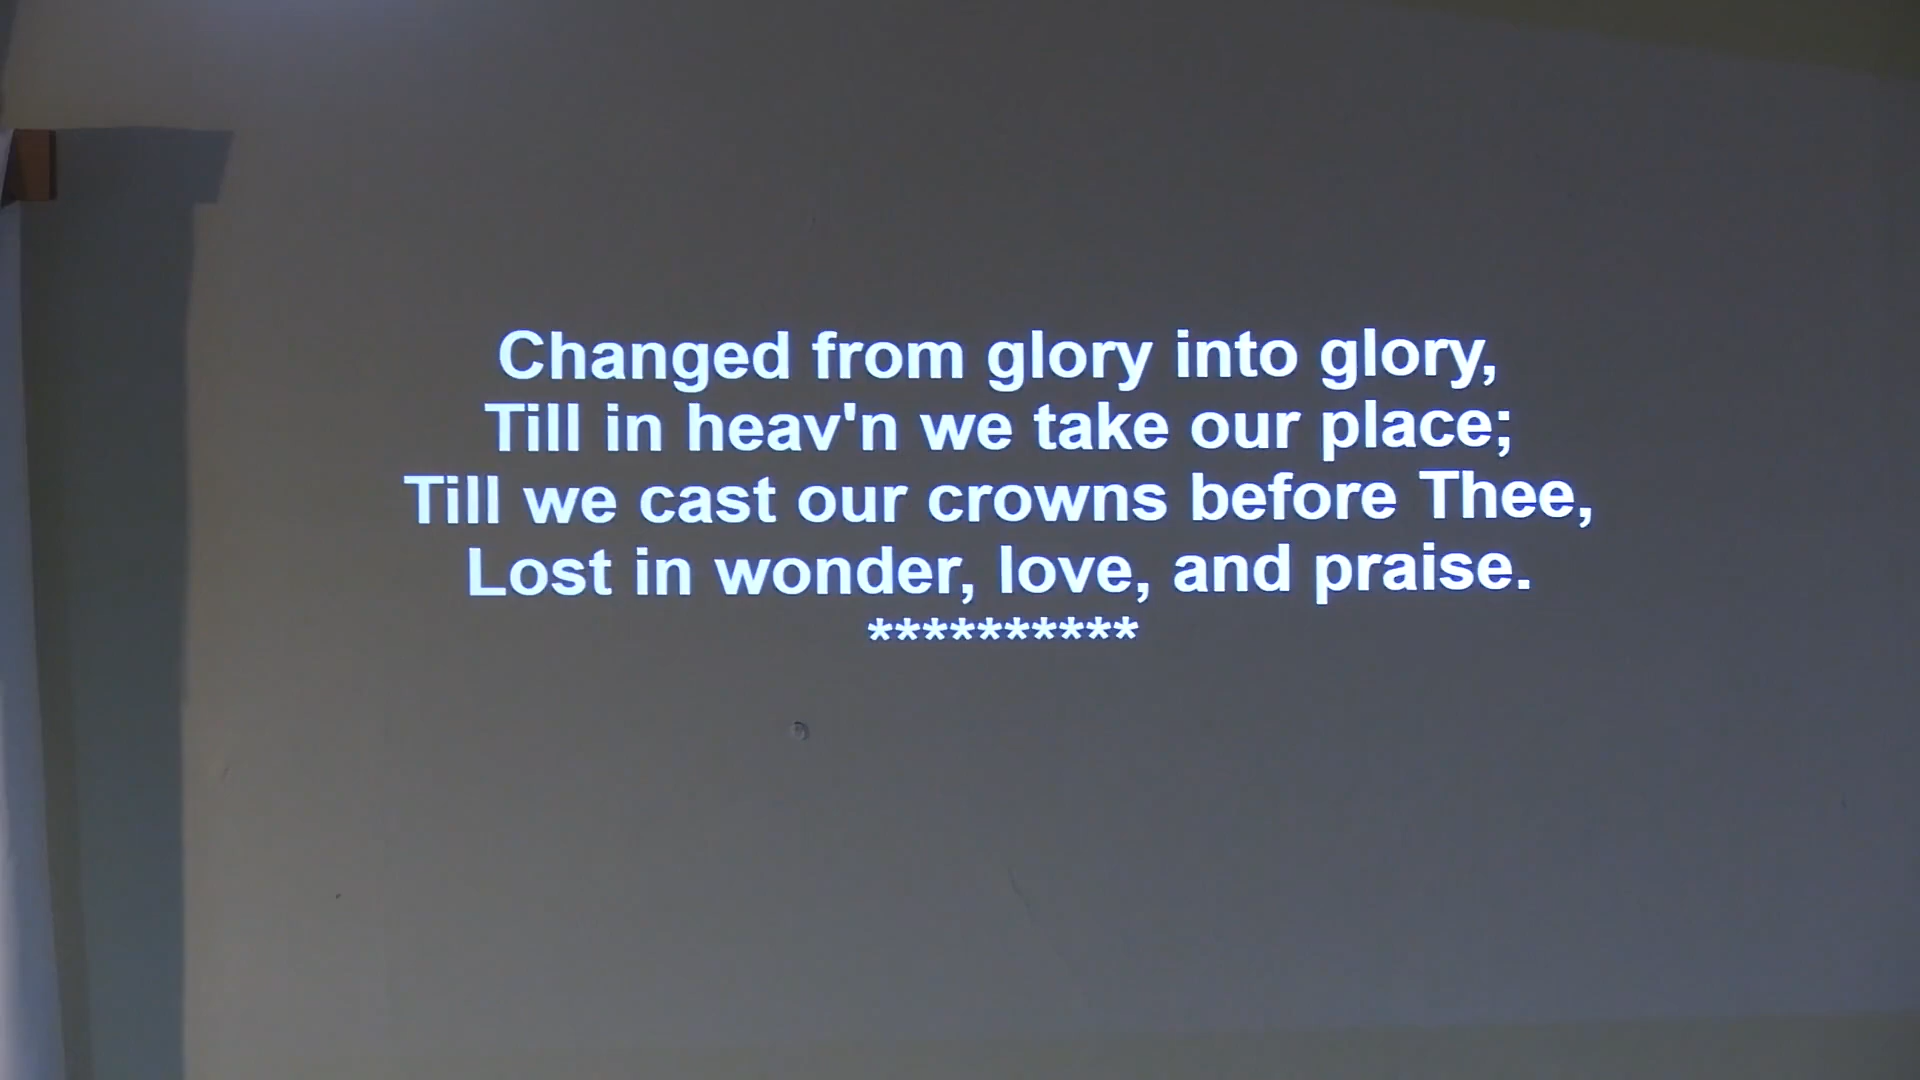 Changed from glory into glory,
Till in heav'n we take our place;
Till we cast our crowns before Thee,
Lost in wonder, love, and praise.
**********